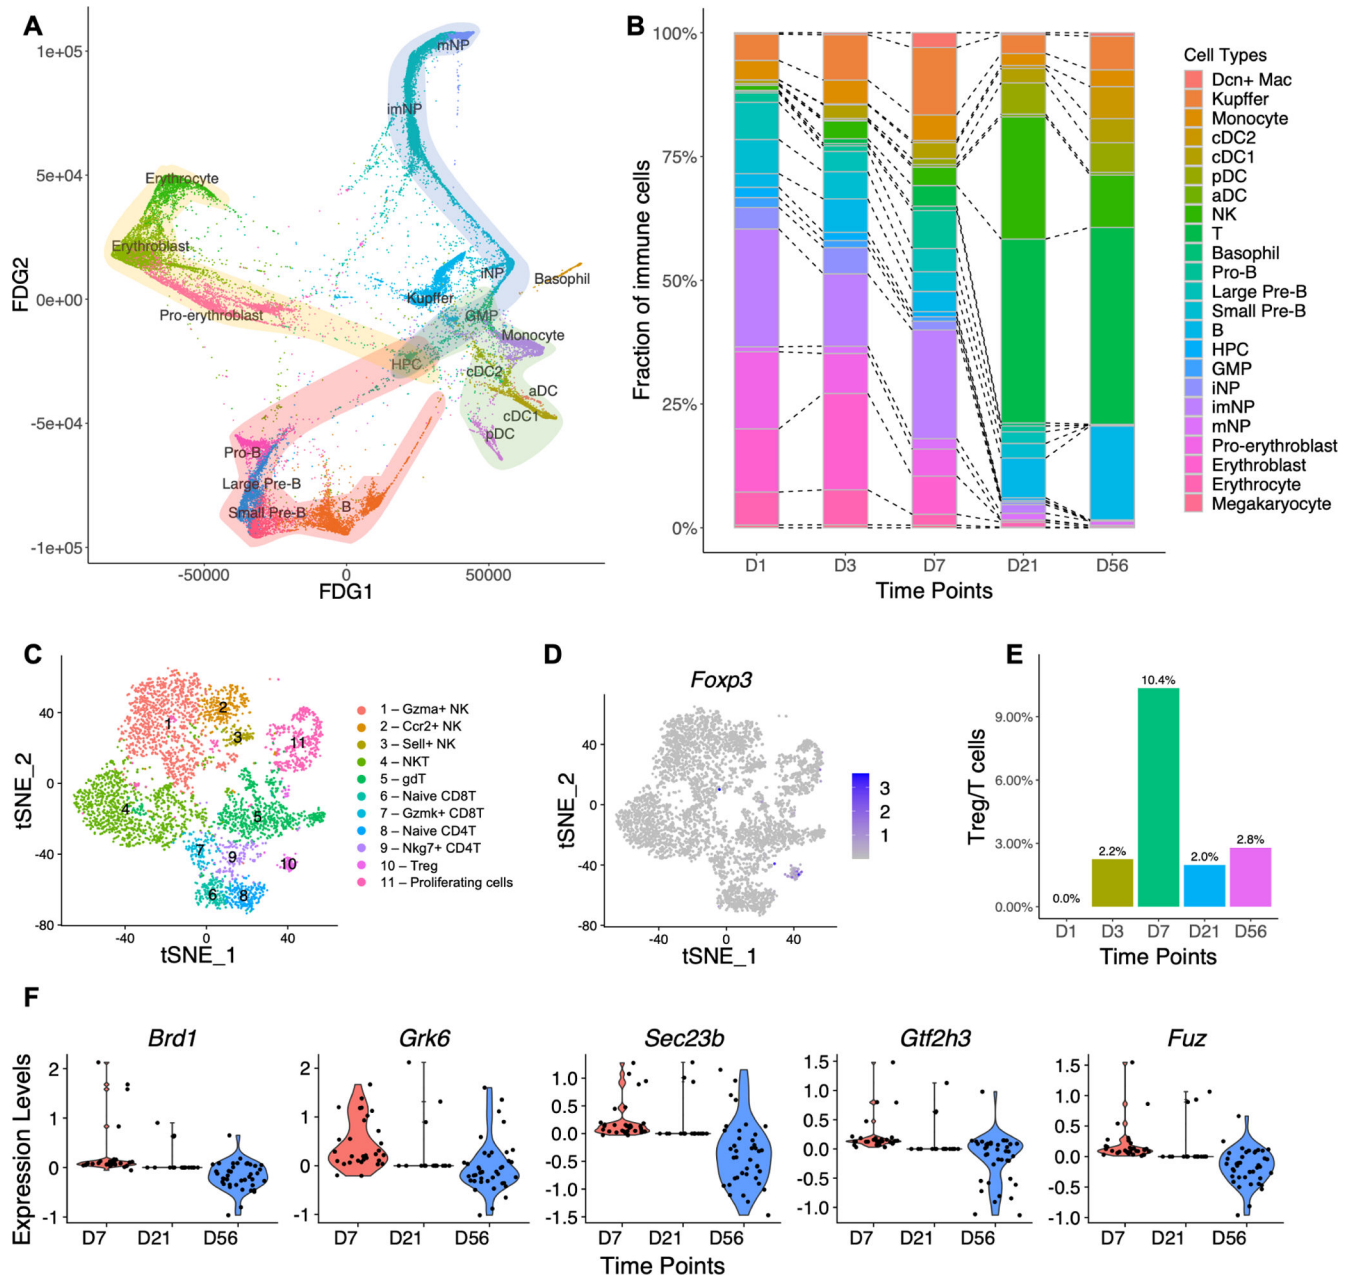 A
1e+05
5e+04
0e+00
-5e+04
-1e+05
FDG2
-50000
0
50000
FDG1
mNP
imNP
Erythrocyte
Erythroblast
Pro-erythroblast
iNP
Basophil
Kupffer
GMP
Monocyte
HPC
cDC2
aDC
cDC1
pDC
Pro-B
Large Pre-B
Small Pre-B
B
B
100%
75%
50%
25%
0%
Fraction of immune cells
D1
D3
D7
D21
D56
Time Points
Cell Types
Dcn+ Mac
Kupffer
Monocyte
cDC2
cDC1
pDC
aDC
NK
T
Basophil
Pro-B
Large Pre-B
Small Pre-B
B
HPC
GMP
iNP
imNP
mNP
Pro-erythroblast
Erythroblast
Erythrocyte
Megakaryocyte
C
40
0
-40
-80
tSNE_2
-40
0
40
tSNE_1
1
2
3
11
4
5
7
9
10
6
8
1 – Gzma+ NK
2 – Ccr2+ NK
3 – Sell+ NK
4 – NKT
5 – gdT
6 – Naive CD8T
7 – Gzmk+ CD8T
8 – Naive CD4T
9 – Nkg7+ CD4T
10 – Treg
11 – Proliferating cells
D
Foxp3
40
0
-40
-80
tSNE_2
-40
0
40
tSNE_1
3
2
1
E
9.00%
6.00%
3.00%
0.00%
Treg/T cells
0.0%
2.2%
10.4%
2.0%
2.8%
D1
D3
D7
D21
D56
Time Points
F
Expression Levels
Brd1
2
1
0
-1
D7
D21
D56
Grk6
2
1
0
-1
D7
D21
D56
Sec23b
1.0
0.5
0.0
-0.5
-1.0
-1.5
D7
D21
D56
Gtf2h3
1.5
1.0
0.5
0.0
-0.5
-1.0
D7
D21
D56
Fuz
1.5
1.0
0.5
0.0
-0.5
-1.0
D7
D21
D56
Time Points